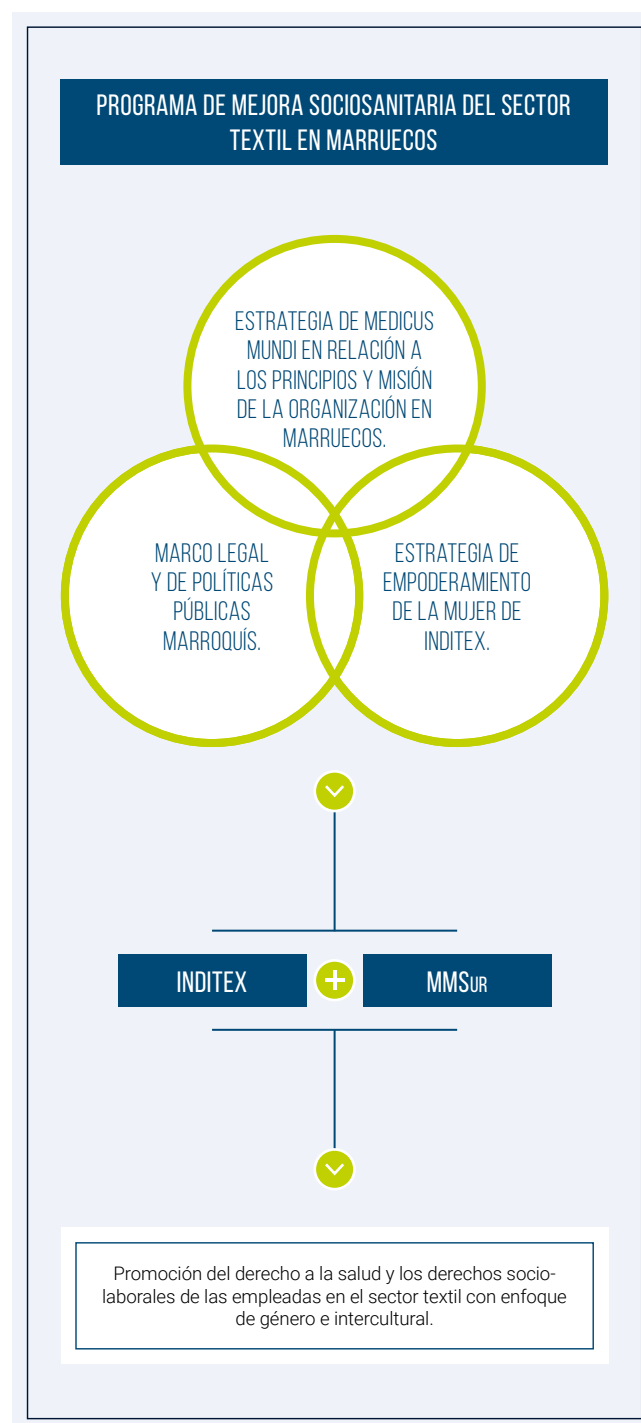 PROGRAMA DE MEJORA SOCIOSANITARIA DEL SECTOR
TEXTIL EN MARRUECOS
ESTRATEGIA DE MEDICUS
MUNDI EN RELACIÓN A
LOS PRINCIPIOS Y MISIÓN
DE LA ORGANIZACIÓN EN
MARRUECOS.
MARCO LEGAL
Y DE POLÍTICAS
PÚBLICAS
MARROQUÍS.
ESTRATEGIA DE
EMPODERAMIENTO
DE LA MUJER DE
INDITEX.
INDITEX
+
MMSUR
Promoción del derecho a la salud y los derechos socio-
laborales de las empleadas en el sector textil con enfoque
de género e intercultural.